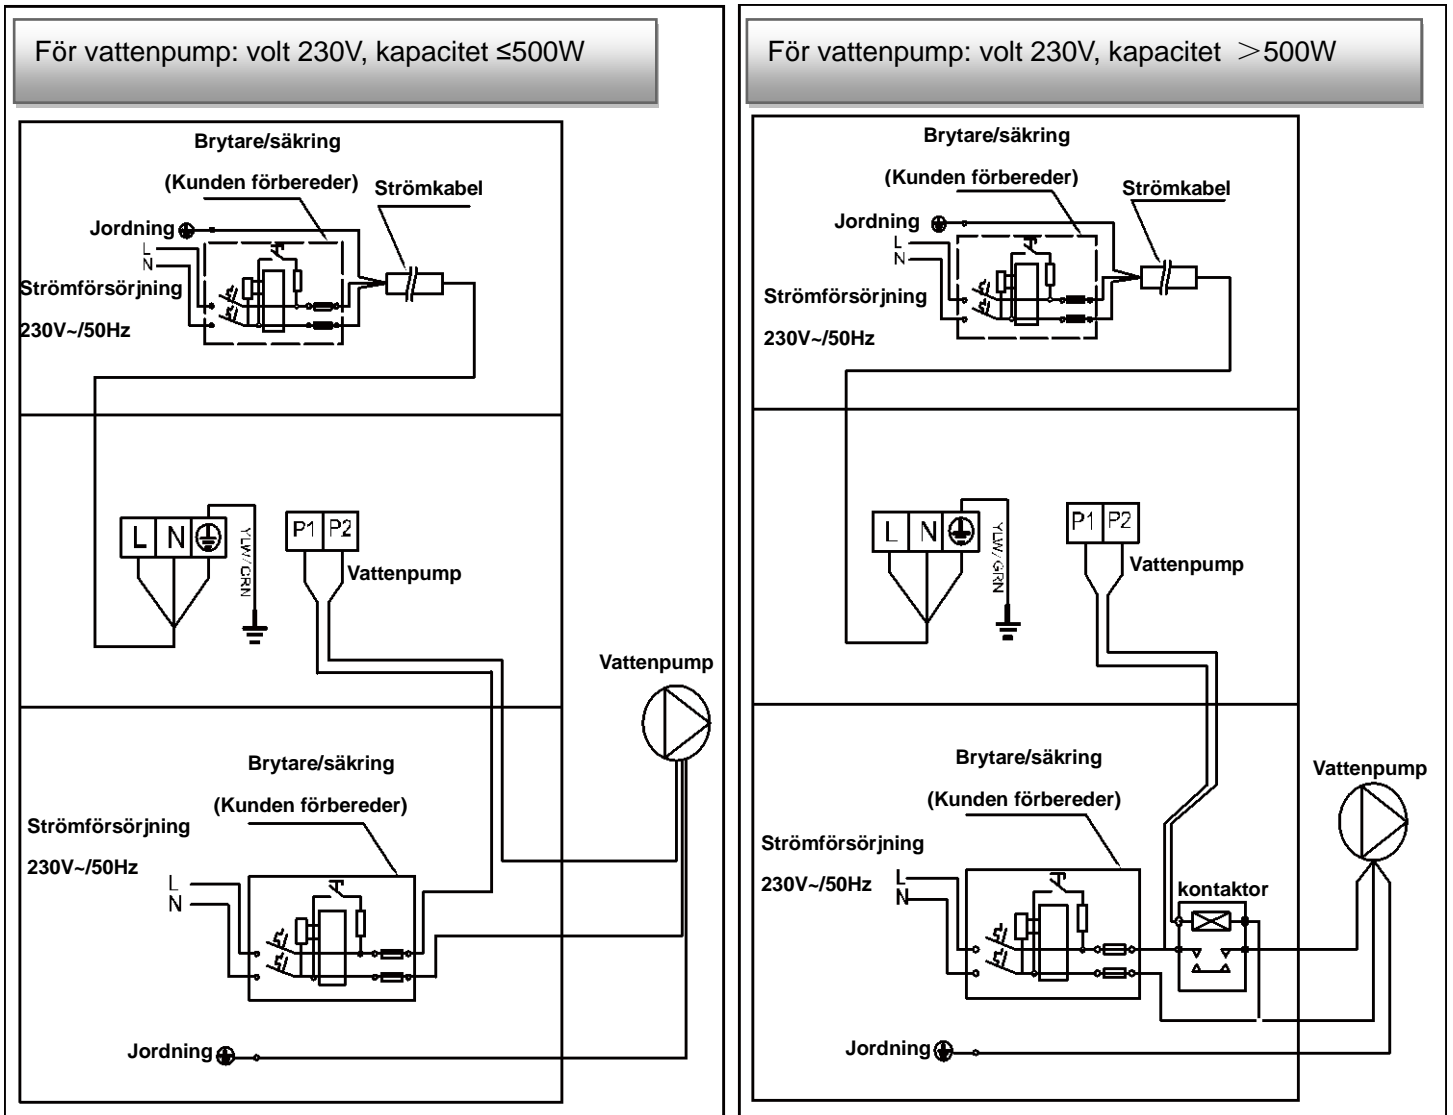 För vattenpump: volt 230V, kapacitet ≤500W
Brytare/säkring
(Kunden förbereder)
Strömkabel
Jordning
L
N
Strömförsörjning
230V~/50Hz
L N
YLW/GRN
P1 P2
Vattenpump
Vattenpump
Brytare/säkring
(Kunden förbereder)
Strömförsörjning
230V~/50Hz
L
N
Jordning
För vattenpump: volt 230V, kapacitet ＞500W
Brytare/säkring
(Kunden förbereder)
Strömkabel
Jordning
L
N
Strömförsörjning
230V~/50Hz
L N
YLW/GRN
P1 P2
Vattenpump
Vattenpump
Brytare/säkring
(Kunden förbereder)
Strömförsörjning
230V~/50Hz
L
N
kontaktor
Jordning